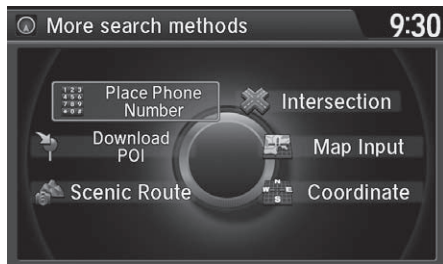 More search methods
9:30
Place Phone
Number
Intersection
Download
POI
Map Input
Scenic Route
Coordinate